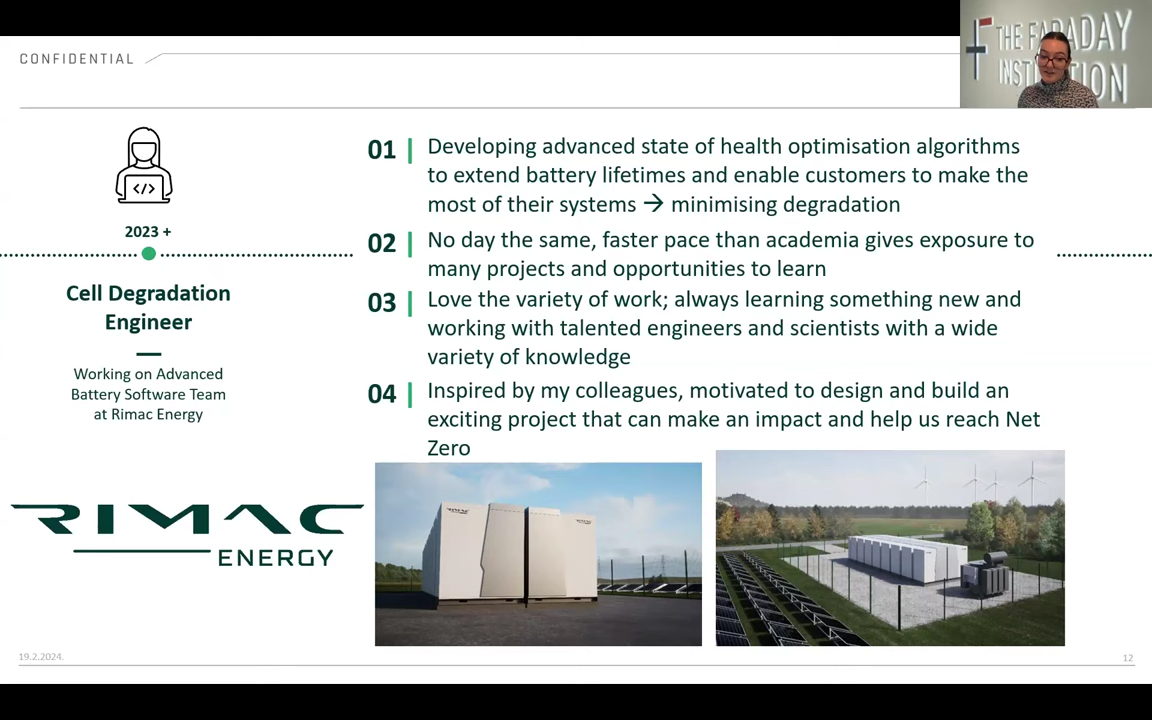 CONFIDENTIAL
THE FARADAY
INSTITUTION
</>
2023 +
Cell Degradation
Engineer
Working on Advanced
Battery Software Team
at Rimac Energy
RIMAC
ENERGY
01
Developing advanced state of health optimisation algorithms
to extend battery lifetimes and enable customers to make the
most of their systems → minimising degradation
02
No day the same, faster pace than academia gives exposure to
many projects and opportunities to learn
03
Love the variety of work; always learning something new and
working with talented engineers and scientists with a wide
variety of knowledge
04
Inspired by my colleagues, motivated to design and build an
exciting project that can make an impact and help us reach Net
Zero
RIMAC
RIMAC
19.2.2024.
12